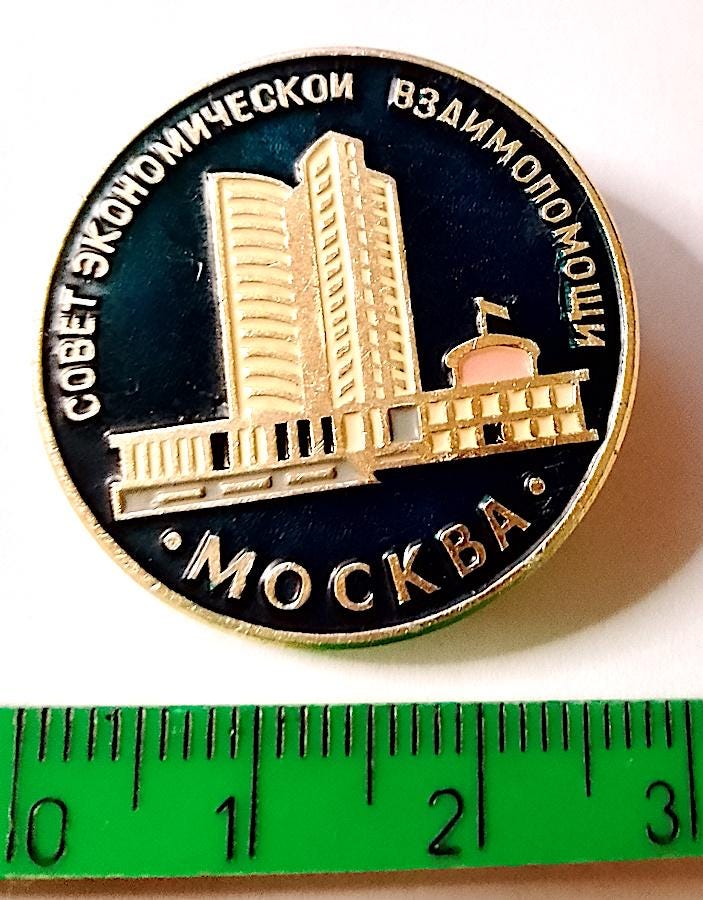 СОВЕТ ЭКОНОМИЧЕСКОЙ ВЗАИМОПОМОЩИ
• МОСКВА •
0 1 2 3